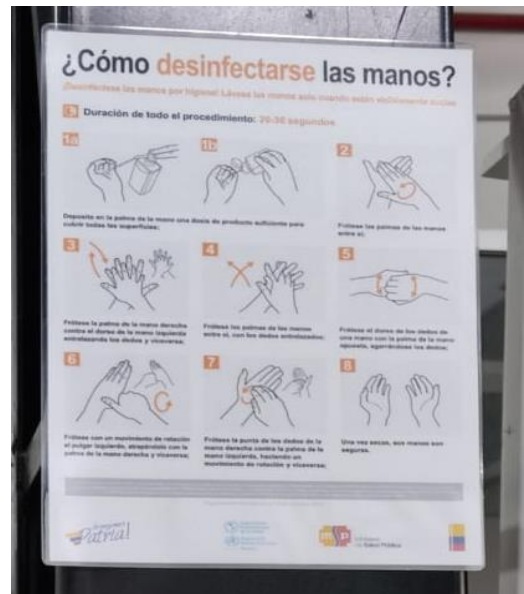 ¿Cómo desinfectarse las manos?
¡Desinféctese las manos por higiene! Lávese las manos solo cuando estén visiblemente sucias
Duración de todo el procedimiento: 20-30 segundos
1a
1b
2
Deposite en la palma de la mano una dosis de producto suficiente para
cubrir todas las superficies;
Frótese las palmas de las manos
entre sí;
3
4
5
Frótese la palma de la mano derecha
contra el dorso de la mano izquierda
entrelazando los dedos y viceversa;
Frótese las palmas de las manos
entre sí, con los dedos entrelazados;
Frótese el dorso de los dedos de
una mano con la palma de la mano
opuesta, agarrándose los dedos;
6
7
8
Frótese con un movimiento de rotación
el pulgar izquierdo, atrapándolo con la
palma de la mano derecha y viceversa;
Frótese la punta de los dedos de la
mano derecha contra la palma de la
mano izquierda, haciendo un
movimiento de rotación y viceversa;
Una vez secas, sus manos son
seguras.
Patria!
msp
Ministerio
de Salud Pública